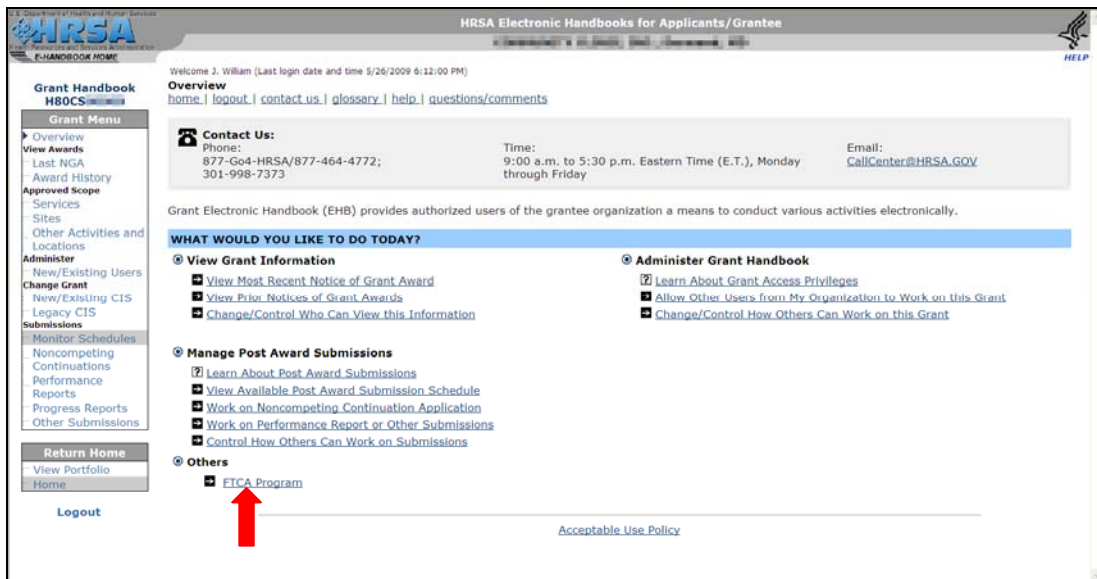 U.S. Department of Health and Human Services
HRSA
Health Resources and Services Administration
E-HANDBOOK HOME
HRSA Electronic Handbooks for Applicants/Grantee
HELP
Grant Handbook
H80CS
Grant Menu
Overview
View Awards
Last NGA
Award History
Approved Scope
Services
Sites
Other Activities and
Locations
Administer
New/Existing Users
Change Grant
New/Existing CIS
Legacy CIS
Submissions
Monitor Schedules
Noncompeting
Continuations
Performance
Reports
Progress Reports
Other Submissions
Return Home
View Portfolio
Home
Logout
Welcome J. William (Last login date and time 5/26/2009 6:12:00 PM)
Overview
home | logout | contact us | glossary | help | questions/comments
Contact Us:
Phone:
877-Go4-HRSA/877-464-4772;
301-998-7373
Time:
9:00 a.m. to 5:30 p.m. Eastern Time (E.T.), Monday
through Friday
Email:
CallCenter@HRSA.GOV
Grant Electronic Handbook (EHB) provides authorized users of the grantee organization a means to conduct various activities electronically.
WHAT WOULD YOU LIKE TO DO TODAY?
View Grant Information
View Most Recent Notice of Grant Award
View Prior Notices of Grant Awards
Change/Control Who Can View this Information
Administer Grant Handbook
Learn About Grant Access Privileges
Allow Other Users from My Organization to Work on this Grant
Change/Control How Others Can Work on this Grant
Manage Post Award Submissions
Learn About Post Award Submissions
View Available Post Award Submission Schedule
Work on Noncompeting Continuation Application
Work on Performance Report or Other Submissions
Control How Others Can Work on Submissions
Others
FTCA Program
Acceptable Use Policy